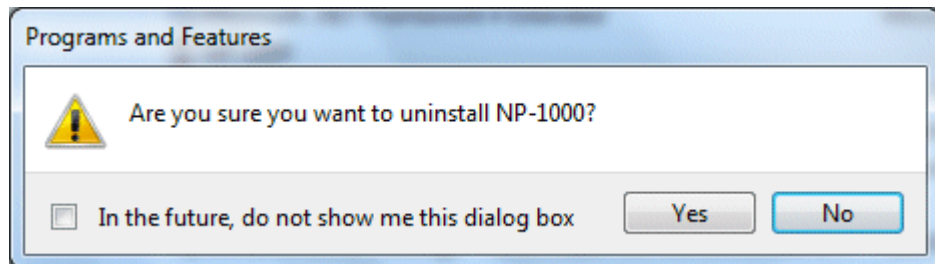 Programs and Features
Are you sure you want to uninstall NP-1000?
In the future, do not show me this dialog box
Yes
No